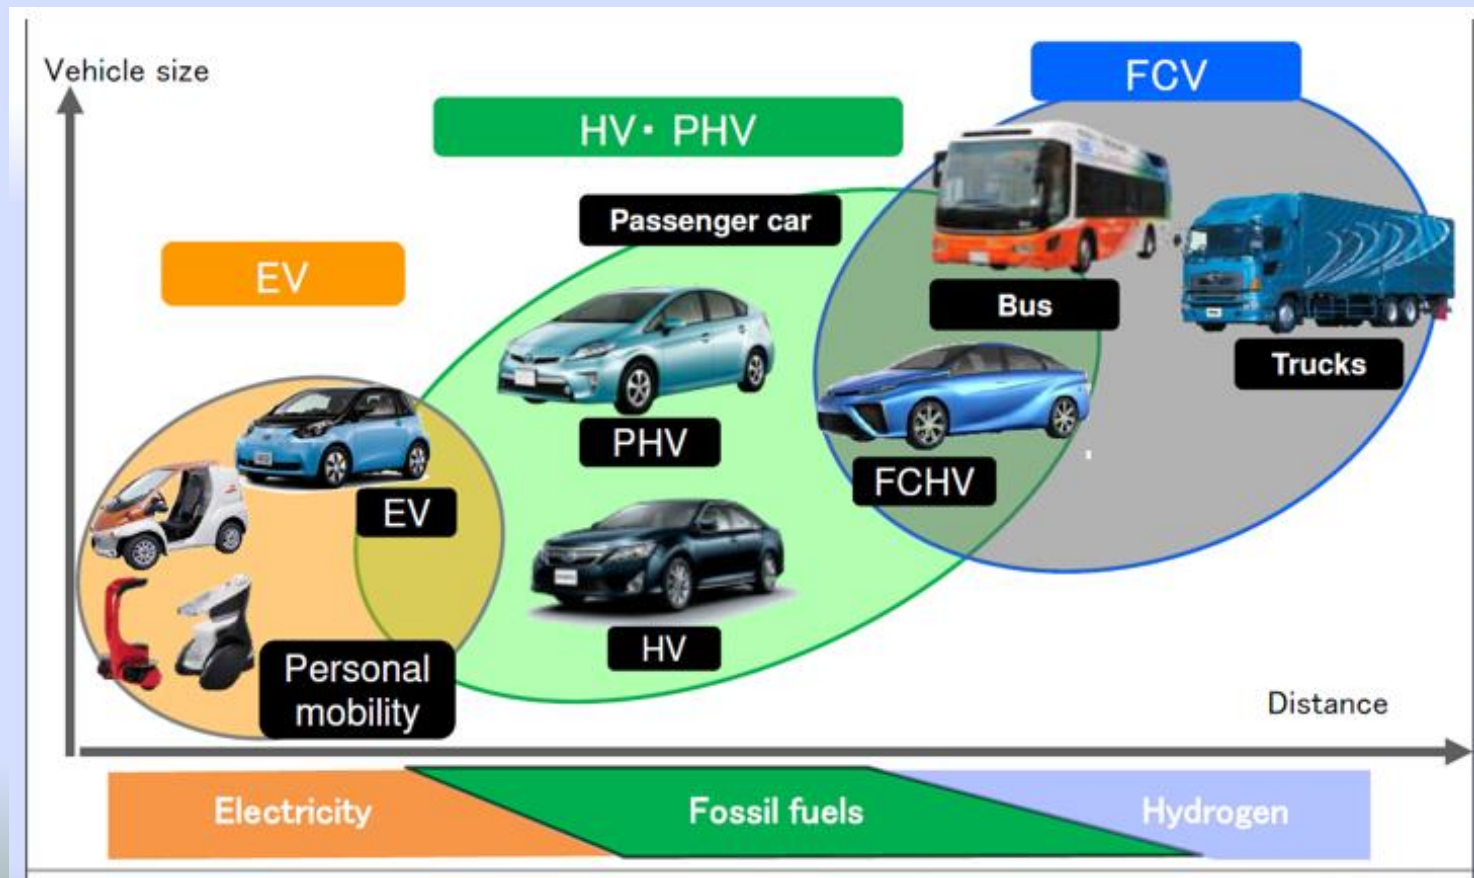 Vehicle size
FCV
HV・PHV
Passenger car
EV
Bus
Trucks
PHV
FCHV
EV
HV
Personal
mobility
Distance
Electricity
Fossil fuels
Hydrogen